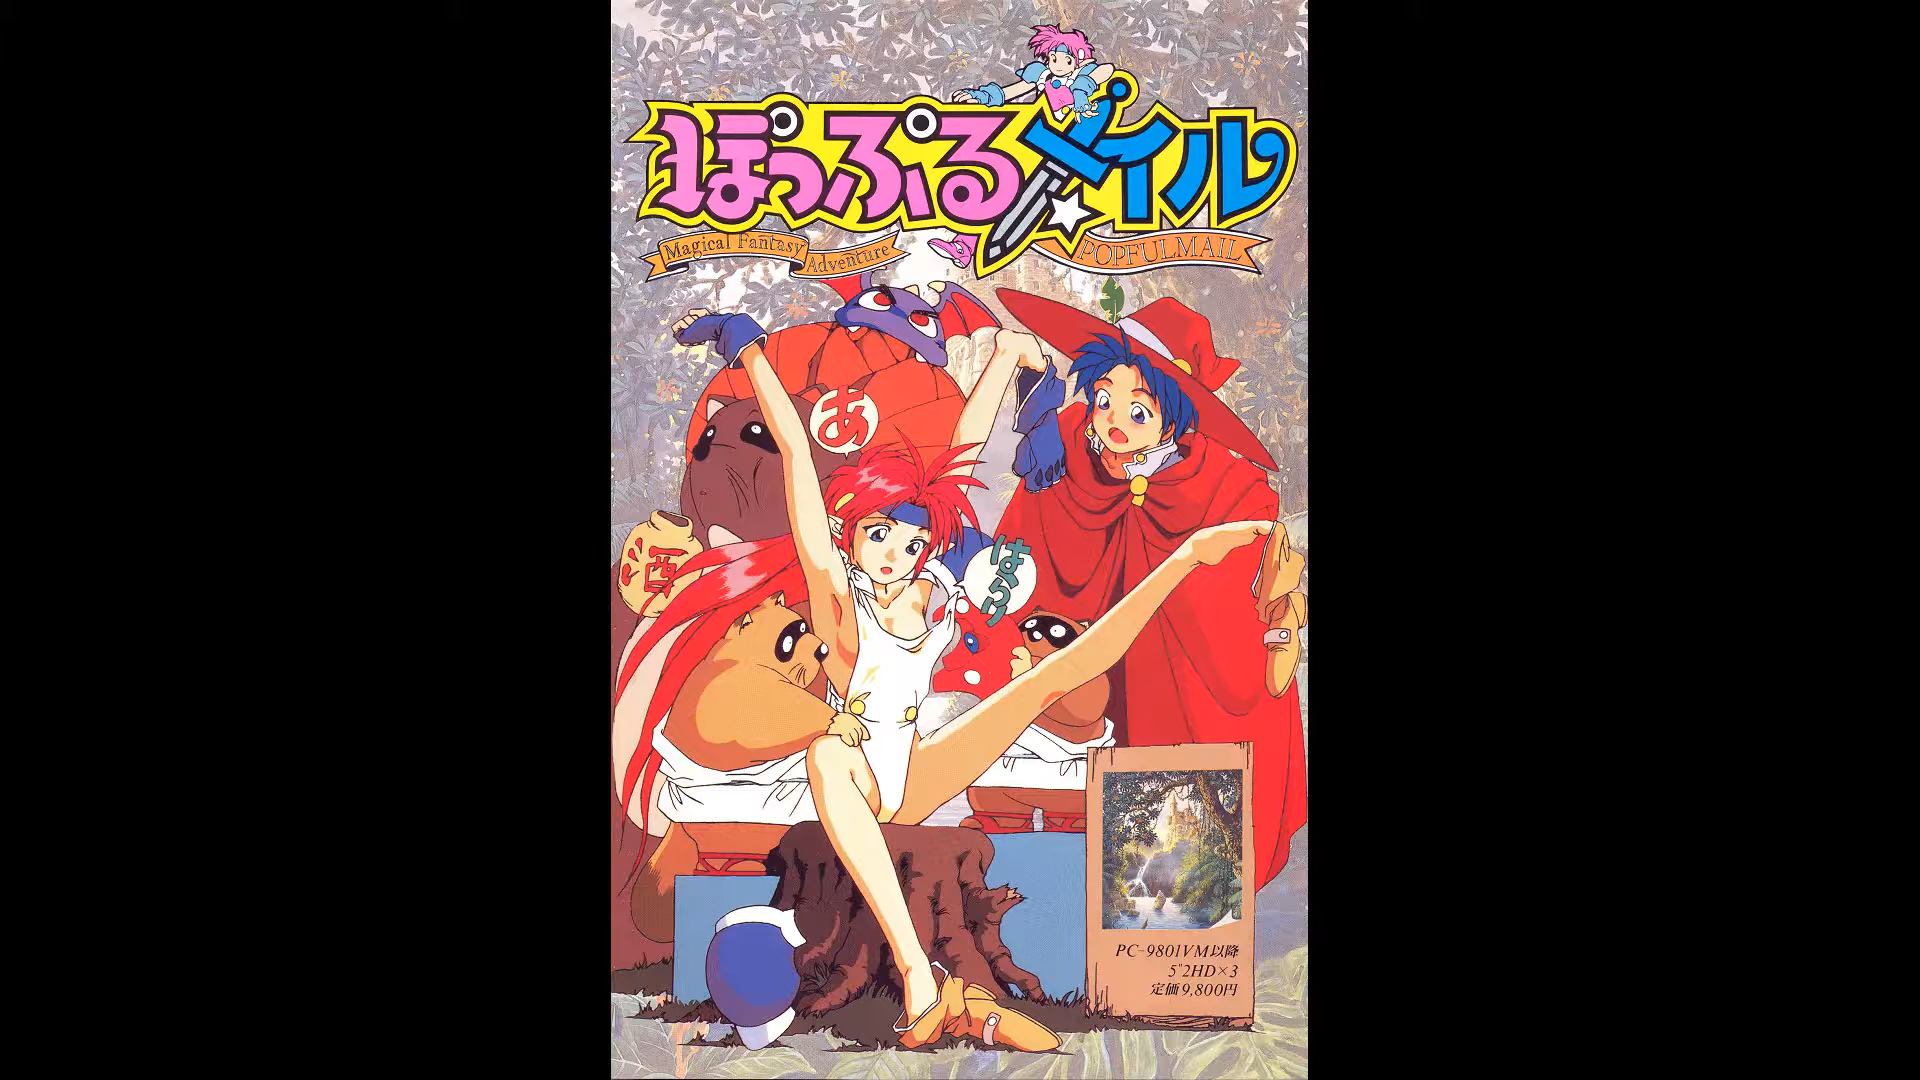 ぽっぷるメイル
Magical Fantasy Adventure
POPFULMAIL
あ
はらり
酒
PC-9801VM以降
5"2HD×3
定価9,800円